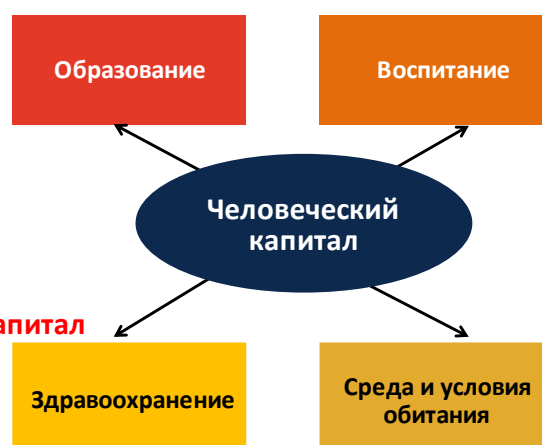 Образование
Воспитание
Человеческий
капитал
апитал
Здравоохранение
Среда и условия
обитания